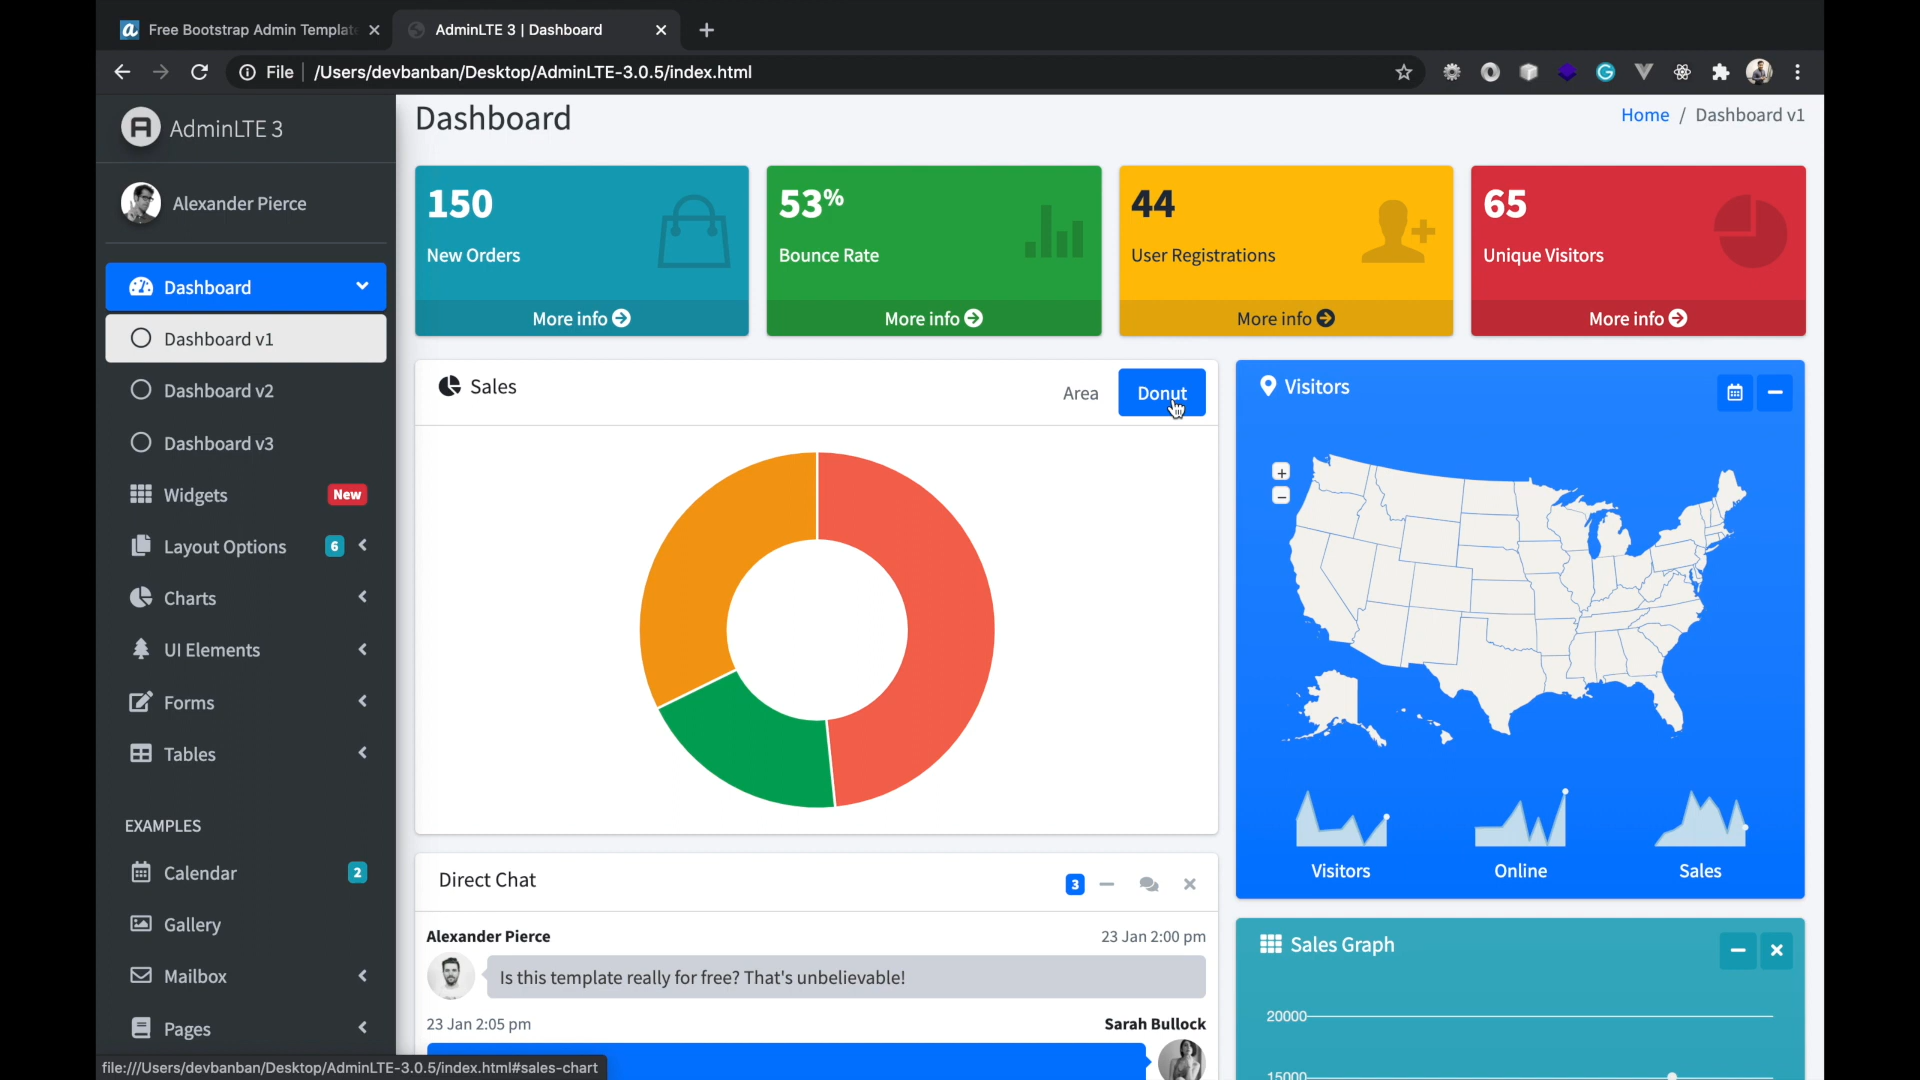 Free Bootstrap Admin Templat
AdminLTE 3 | Dashboard
File
/Users/devbanban/Desktop/AdminLTE-3.0.5/index.html
AdminLTE 3
Alexander Pierce
Dashboard
Dashboard v1
Dashboard v2
Dashboard v3
Widgets New
Layout Options 6
Charts
UI Elements
Forms
Tables
EXAMPLES
Calendar 2
Gallery
Mailbox
Pages
file:///Users/devbanban/Desktop/AdminLTE-3.0.5/index.html#sales-chart
Dashboard
Home / Dashboard v1
150
New Orders
More info
53%
Bounce Rate
More info
44
User Registrations
More info
65
Unique Visitors
More info
Sales
Area
Donut
Visitors
+
−
Visitors
Online
Sales
Direct Chat
3
Alexander Pierce
23 Jan 2:00 pm
Is this template really for free? That's unbelievable!
23 Jan 2:05 pm
Sarah Bullock
Sales Graph
20000
15000